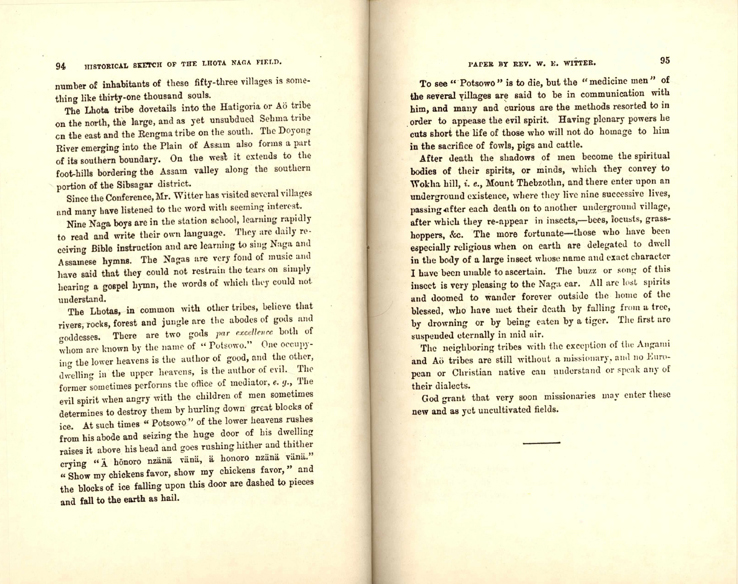 94 HISTORICAL SKETCH OF THE LHOTA NAGA FIELD.
number of inhabitants of these fifty-three villages is some-
thing like thirty-one thousand souls.
The Lhota tribe dovetails into the Hatigoria or Aö tribe
on the north, the large, and as yet unsubdued Sehma tribe
on the east and the Rengma tribe on the south. The Doyong
River emerging into the Plain of Assam also forms a part
of its southern boundary. On the west it extends to the
foot-hills bordering the Assam valley along the southern
portion of the Sibsagar district.
Since the Conference, Mr. Witter has visited several villages
and many have listened to the word with seeming interest.
Nine Naga boys are in the station school, learning rapidly
to read and write their own language. They are daily re-
ceiving Bible instruction and are learning to sing Naga and
Assamese hymns. The Nagas are very fond of music and
have said that they could not restrain the tears on simply
hearing a gospel hymn, the words of which they could not
understand.
The Lhotas, in common with other tribes, believe that
rivers, rocks, forest and jungle are the abodes of gods and
goddesses. There are two gods par excellence both of
whom are known by the name of “ Potsowo.” One occupy-
ing the lower heavens is the author of good, and the other,
dwelling in the upper heavens, is the author of evil. The
former sometimes performs the office of mediator, e. g., The
evil spirit when angry with the children of men sometimes
determines to destroy them by hurling down great blocks of
ice. At such times “ Potsowo ” of the lower heavens rushes
from his abode and seizing the huge door of his dwelling
raises it above his head and goes rushing hither and thither
crying “Ä hönoro nzänä vänä, ä honoro nzänä vänä.”
“ Show my chickens favor, show my chickens favor,” and
the blocks of ice falling upon this door are dashed to pieces
and fall to the earth as hail.
PAPER BY REV. W. E. WITTER. 95
To see “ Potsowo ” is to die, but the “ medicine men ” of
the several villages are said to be in communication with
him, and many and curious are the methods resorted to in
order to appease the evil spirit. Having plenary powers he
cuts short the life of those who will not do homage to him
in the sacrifice of fowls, pigs and cattle.
After death the shadows of men become the spiritual
bodies of their spirits, or minds, which they convey to
Wokha hill, i. e., Mount Thebzothn, and there enter upon an
underground existence, where they live nine successive lives,
passing after each death on to another underground village,
after which they re-appear in insects,—bees, locusts, grass-
hoppers, &c. The more fortunate—those who have been
especially religious when on earth are delegated to dwell
in the body of a large insect whose name and exact character
I have been unable to ascertain. The buzz or song of this
insect is very pleasing to the Naga ear. All are lost spirits
and doomed to wander forever outside the home of the
blessed, who have met their death by falling from a tree,
by drowning or by being eaten by a tiger. The first are
suspended eternally in mid air.
The neighboring tribes with the exception of the Angami
and Aö tribes are still without a missionary, and no Euro-
pean or Christian native can understand or speak any of
their dialects.
God grant that very soon missionaries may enter these
new and as yet uncultivated fields.